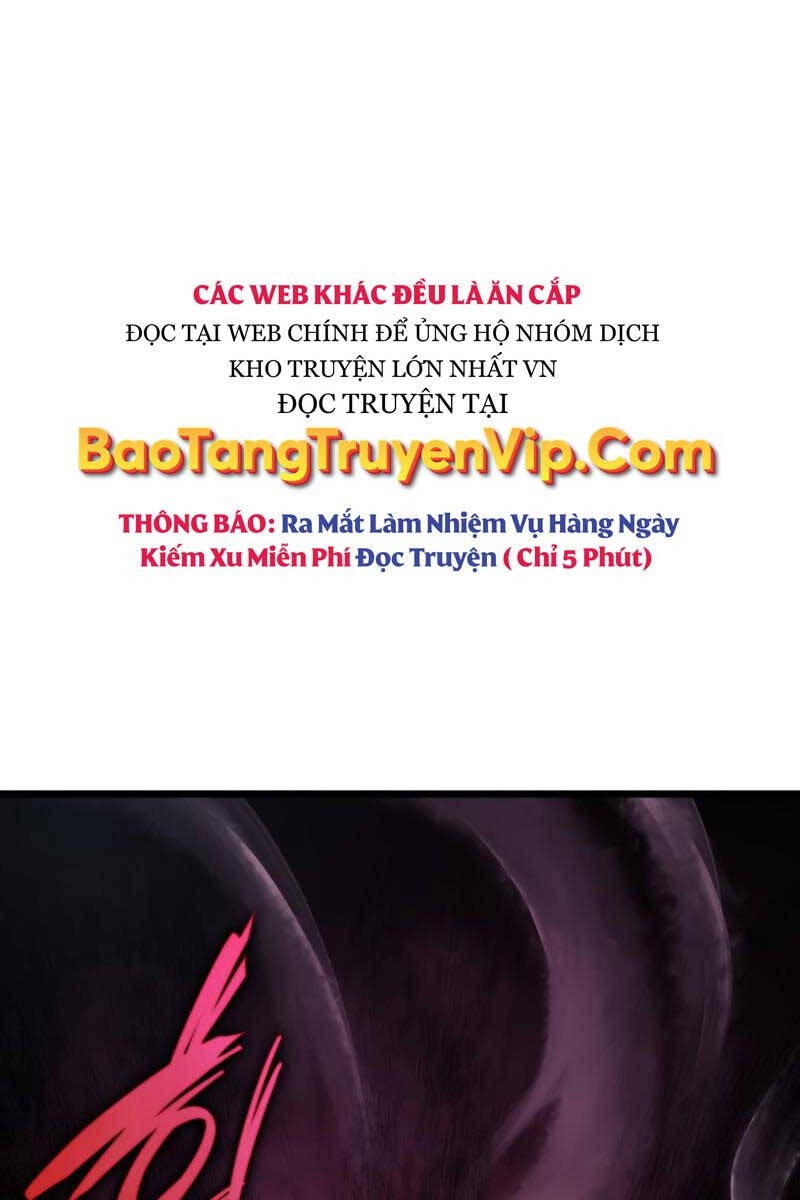 CÁC WEB KHÁC ĐỀU LÀ ĂN CẮP
ĐỌC TẠI WEB CHÍNH ĐỂ ỦNG HỘ NHÓM DỊCH
KHO TRUYỆN LỚN NHẤT VN
ĐỌC TRUYỆN TẠI
BaoTangTruyenVip.Com
THÔNG BÁO: Ra Mắt Làm Nhiệm Vụ Hàng Ngày
Kiếm Xu Miễn Phí Đọc Truyện ( Chỉ 5 Phút)